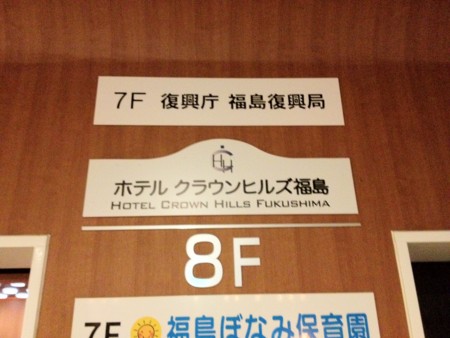 7F 復興庁 福島復興局
ホテル クラウンヒルズ福島
HOTEL CROWN HILLS FUKUSHIMA
8F
7F 福島ぽなみ保育園